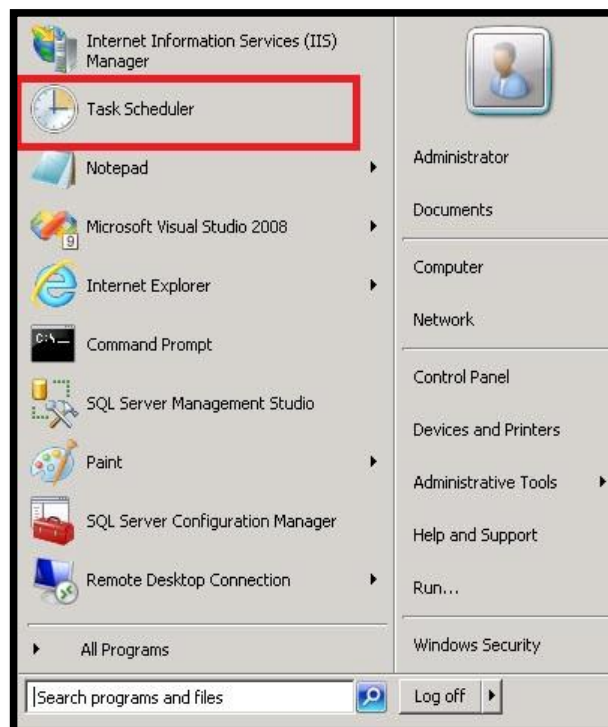 Internet Information Services (IIS)
Manager
Task Scheduler
Notepad
Microsoft Visual Studio 2008
9
Internet Explorer
C:\_
Command Prompt
SQL Server Management Studio
Paint
SQL Server Configuration Manager
Remote Desktop Connection
All Programs
Search programs and files
Administrator
Documents
Computer
Network
Control Panel
Devices and Printers
Administrative Tools
Help and Support
Run...
Windows Security
Log off